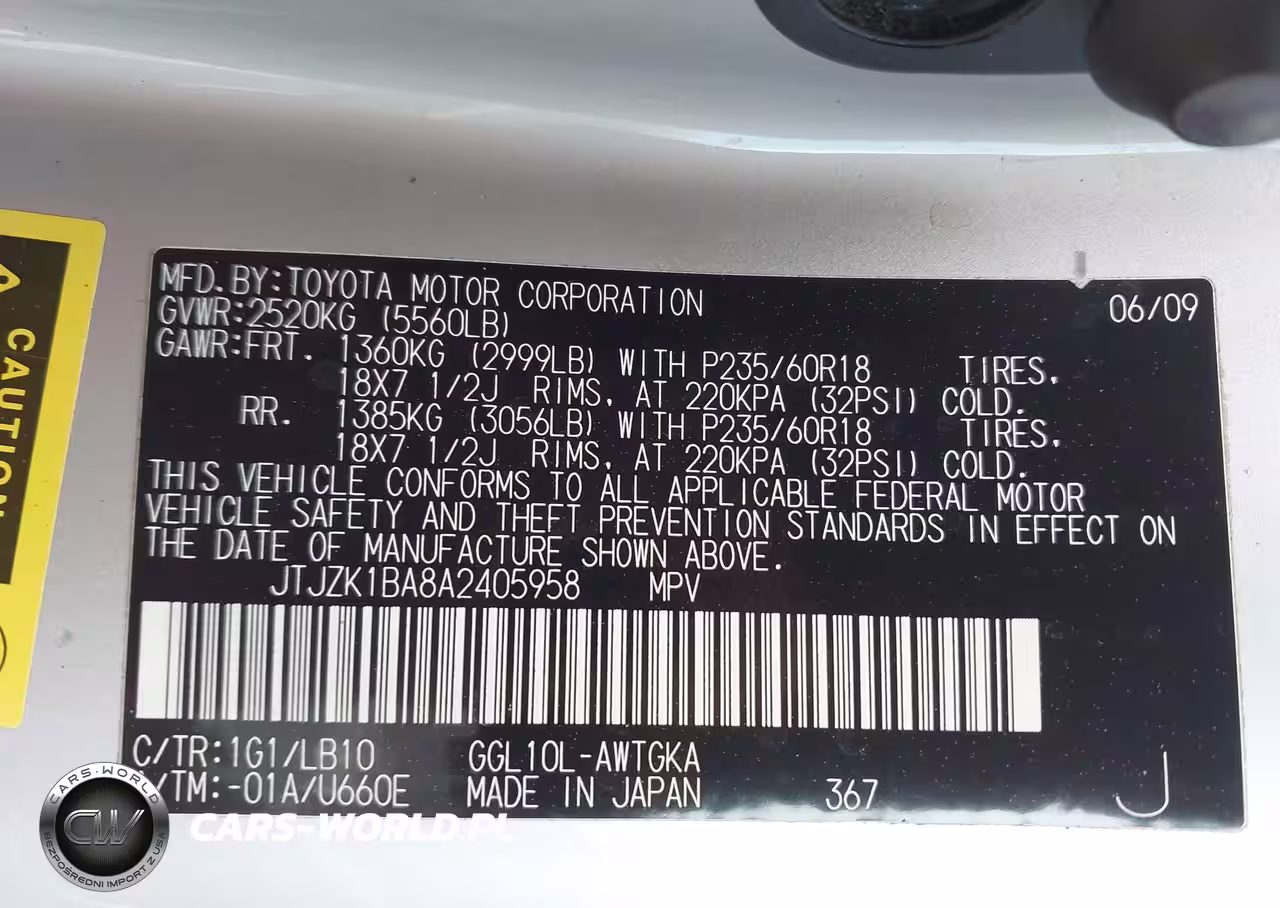 MFD. BY: TOYOTA MOTOR CORPORATION 06/09
GVWR: 2520KG (5560LB)
GAWR: FRT. 1360KG (2999LB) WITH P235/60R18 TIRES,
18X7 1/2J RIMS, AT 220KPA (32PSI) COLD.
RR. 1385KG (3056LB) WITH P235/60R18 TIRES,
18X7 1/2J RIMS, AT 220KPA (32PSI) COLD.
THIS VEHICLE CONFORMS TO ALL APPLICABLE FEDERAL MOTOR
VEHICLE SAFETY AND THEFT PREVENTION STANDARDS IN EFFECT ON
THE DATE OF MANUFACTURE SHOWN ABOVE.
JTJZK1BA8A2405958 MPV
C/TR: 1G1/LB10 GGL10L-AWTGKA
/TM: -01A/U660E MADE IN JAPAN 367 J
CAUTION
CARS-WORLD
CW
BEZPOŚREDNI IMPORT Z USA
CARS-WORLD.PL